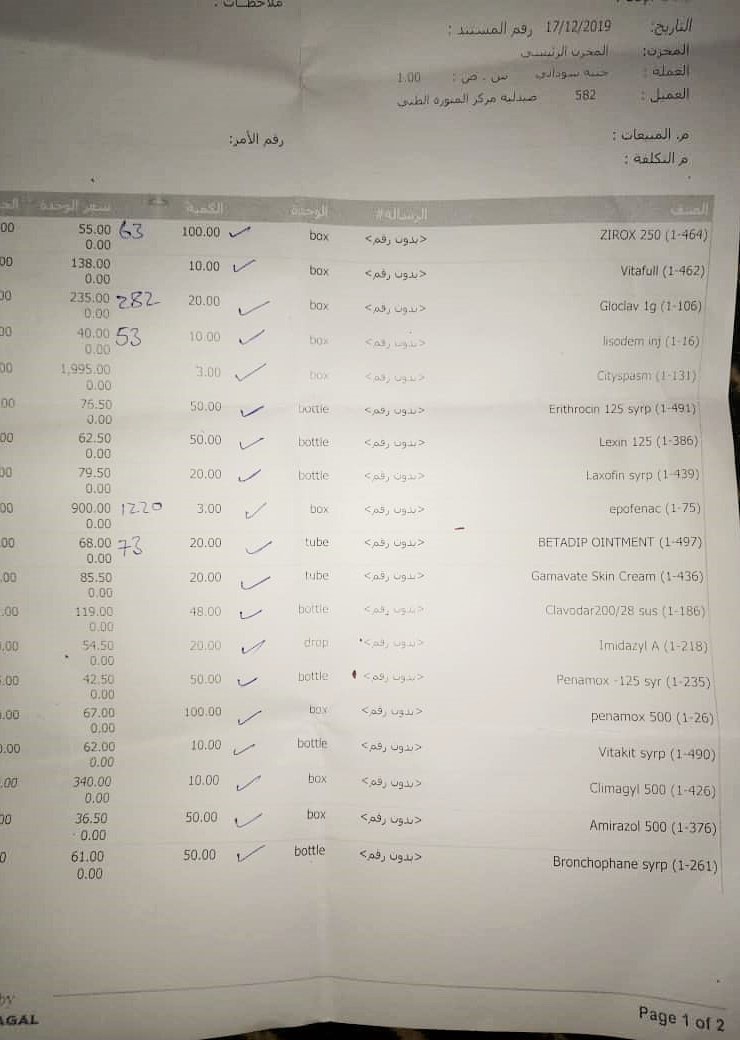 ملاحظات :
التاريخ: 17/12/2019 رقم المستند :
المخزن: المخزن الرئيسى
العملة : جنيه سودانى س . ص : 1.00
العميل : 582 صيدلية مركز المنورة الطبى
م. المبيعات :
رقم الأمر:
م التكلفة :
الصنف الرسالة# الوحدة الكمية سعر الوحدة
ZIROX 250 (1-464) <بدون رقم> box 100.00 63 55.00 00
0.00
Vitafull (1-462) <بدون رقم> box 10.00 138.00 00
0.00
Gloclav 1g (1-106) <بدون رقم> box 20.00 282 235.00 00
0.00
lisodem inj (1-16) <بدون رقم> box 10.00 53 40.00 00
0.00
Cityspasm (1-131) <بدون رقم> box 3.00 1,995.00 00
0.00
Erithrocin 125 syrp (1-491) <بدون رقم> bottle 50.00 76.50 00
0.00
Lexin 125 (1-386) <بدون رقم> bottle 50.00 62.50 00
0.00
Laxofin syrp (1-439) <بدون رقم> bottle 20.00 79.50 00
0.00
epofenac (1-75) <بدون رقم> box 3.00 1220 900.00 00
0.00
BETADIP OINTMENT (1-497) <بدون رقم> tube 20.00 73 68.00 .00
0.00
Gamavate Skin Cream (1-436) <بدون رقم> tube 20.00 85.50 .00
0.00
Clavodar200/28 sus (1-186) <بدون رقم> bottle 48.00 119.00 .00
0.00
Imidazyl A (1-218) <بدون رقم> drop 20.00 54.50 .00
0.00
Penamox -125 syr (1-235) <بدون رقم> bottle 50.00 42.50 .00
0.00
penamox 500 (1-26) <بدون رقم> box 100.00 67.00 .00
0.00
Vitakit syrp (1-490) <بدون رقم> bottle 10.00 62.00 0.00
0.00
Climagyl 500 (1-426) <بدون رقم> box 10.00 340.00 .00
0.00
Amirazol 500 (1-376) <بدون رقم> box 50.00 36.50 00
0.00
Bronchophane syrp (1-261) <بدون رقم> bottle 50.00 61.00 0
0.00
by
AGAL
Page 1 of 2